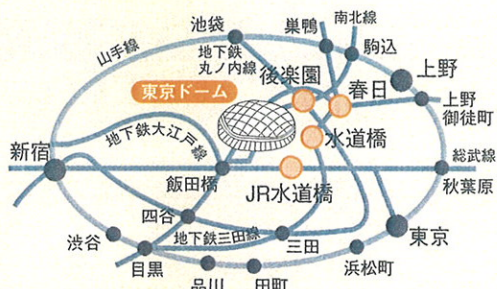 池袋
巣鴨
南北線
駒込
山手線
地下鉄
丸ノ内線
後楽園
上野
春日
東京ドーム
上野
御徒町
地下鉄大江戸線
水道橋
新宿
総武線
飯田橋
JR水道橋
秋葉原
四谷
渋谷
地下鉄三田線
三田
東京
目黒
浜松町
品川
田町